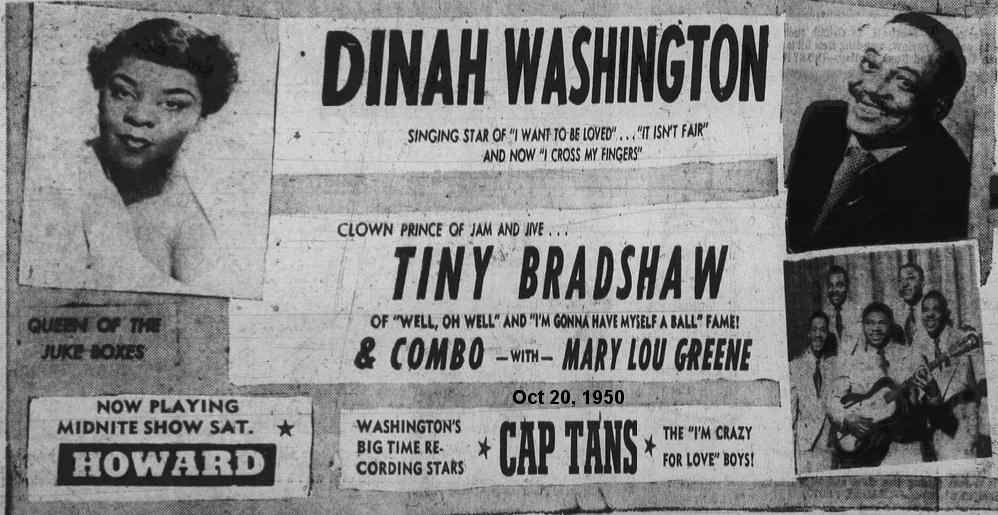 DINAH WASHINGTON
SINGING STAR OF "I WANT TO BE LOVED" . . . "IT ISN'T FAIR"
AND NOW "I CROSS MY FINGERS"
CLOWN PRINCE OF JAM AND JIVE . . .
TINY BRADSHAW
OF "WELL, OH WELL" AND "I'M GONNA HAVE MYSELF A BALL" FAME!
& COMBO —WITH— MARY LOU GREENE
QUEEN OF THE
JUKE BOXES
NOW PLAYING
MIDNITE SHOW SAT.
HOWARD
Oct 20, 1950
WASHINGTON'S
BIG TIME RE-
CORDING STARS
CAP TANS
THE "I'M CRAZY
FOR LOVE" BOYS!